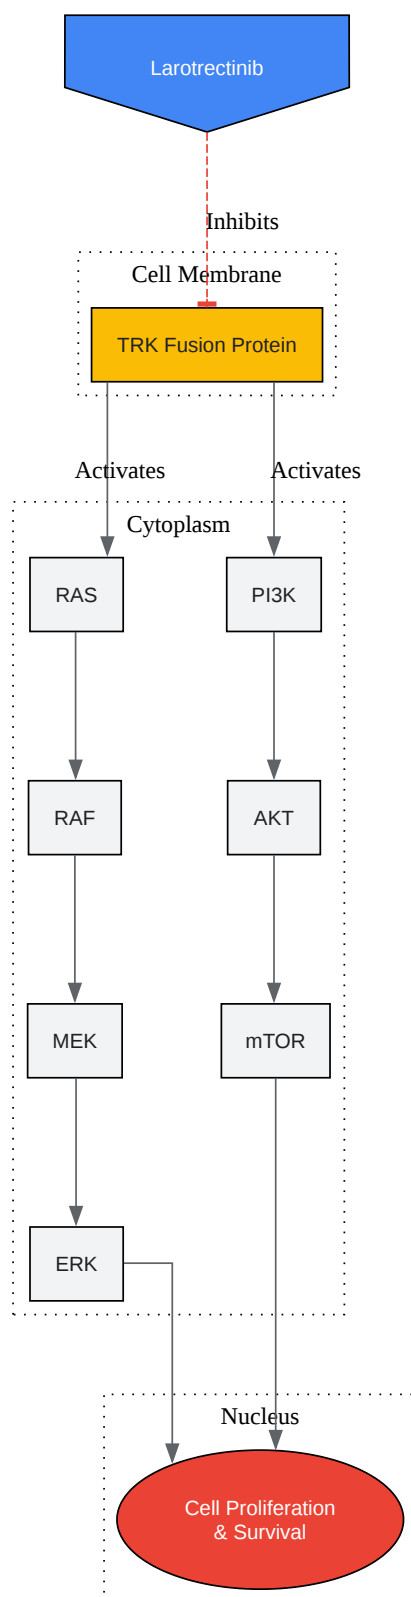 Larotrectinib
Inhibits
Cell Membrane
TRK Fusion Protein
Activates
Activates
Cytoplasm
RAS
PI3K
RAF
AKT
MEK
mTOR
ERK
Nucleus
Cell Proliferation
& Survival